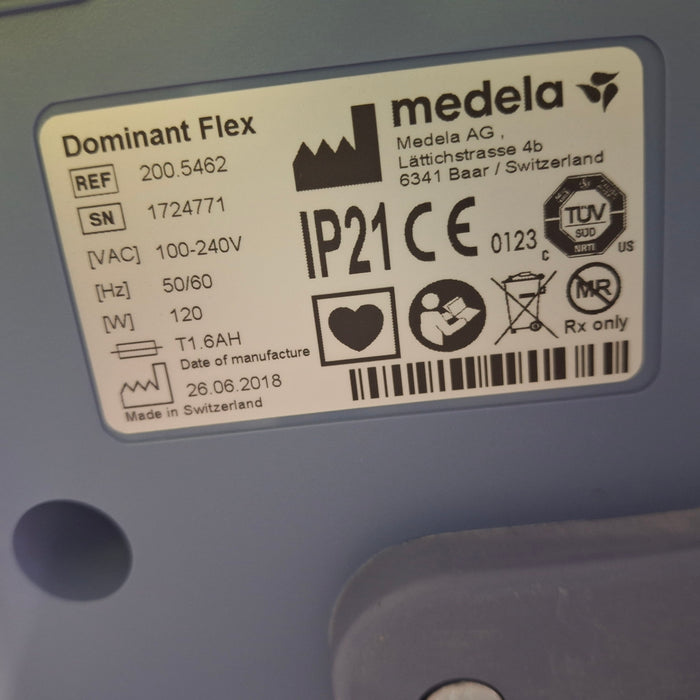 Dominant Flex
REF 200.5462
SN 1724771
[VAC] 100-240V
[Hz] 50/60
[W] 120
T1.6AH
Date of manufacture
26.06.2018
Made in Switzerland
medela
Medela AG,
Lättichstrasse 4b
6341 Baar / Switzerland
IP21 CE 0123
c TÜV SÜD NRTL US
MR
Rx only